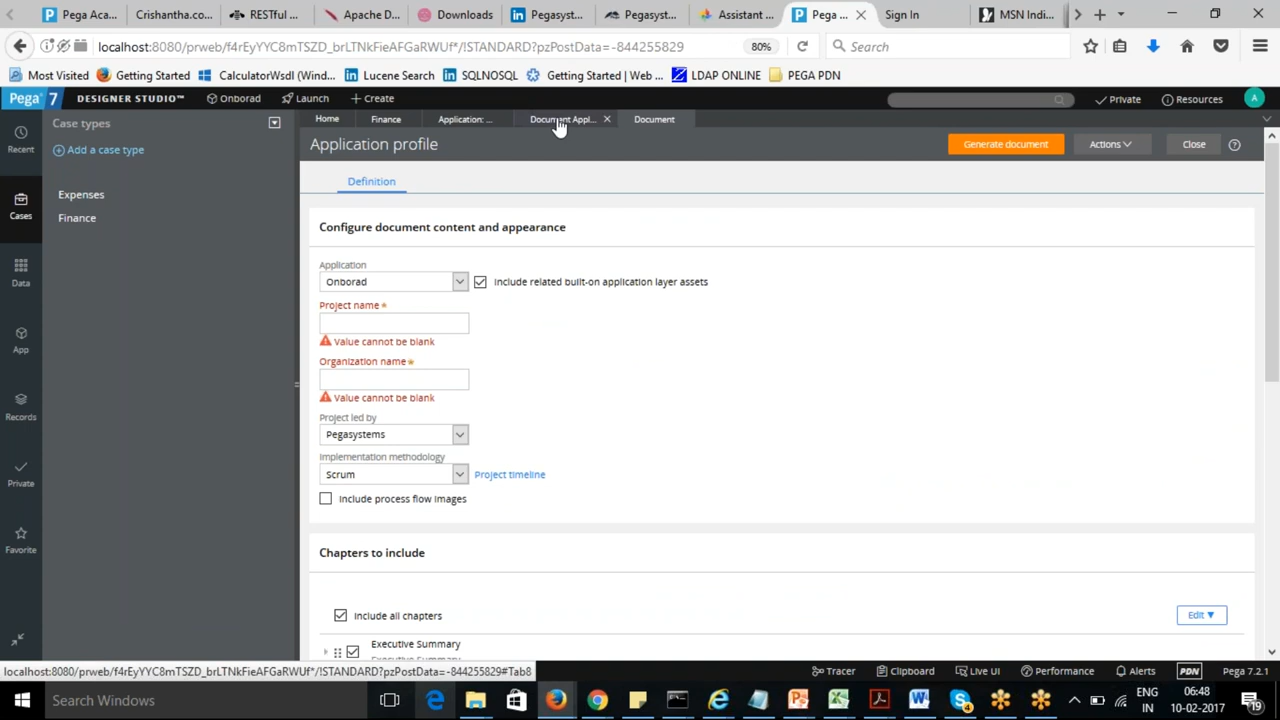 Pega Aca...
Crishantha.co...
RESTful ...
Apache D...
Downloads
Pegasyst...
Pegasyst...
Assistant ...
Pega ...
Sign In
MSN Indi...
localhost:8080/prweb/f4rEyYYC8mTSZD_brLTNkFieAFGaRWUf*/!STANDARD?pzPostData=-844255829
80%
Search
Most Visited
Getting Started
CalculatorWsdl (Wind...
Lucene Search
SQLNOSQL
Getting Started | Web ...
LDAP ONLINE
PEGA PDN
Pega 7
DESIGNER STUDIO™
Onborad
Launch
Create
Private
Resources
A
Recent
Cases
Data
App
Records
Private
Favorite
Case types
Add a case type
Expenses
Finance
Home
Finance
Application: ...
Document Appl...
Document
Application profile
Generate document
Actions
Close
Definition
Configure document content and appearance
Application
Onborad
Include related built-on application layer assets
Project name*
Value cannot be blank
Organization name*
Value cannot be blank
Project led by
Pegasystems
Implementation methodology
Scrum
Project timeline
Include process flow images
Chapters to include
Include all chapters
Edit
Executive Summary
Executive Summary
localhost:8080/prweb/f4rEyYYC8mTSZD_brLTNkFieAFGaRWUf*/!STANDARD?pzPostData=-844255829#Tab8
Tracer
Clipboard
Live UI
Performance
Alerts
PDN
Pega 7.2.1
Search Windows
4
ENG
IN
06:48
10-02-2017
19